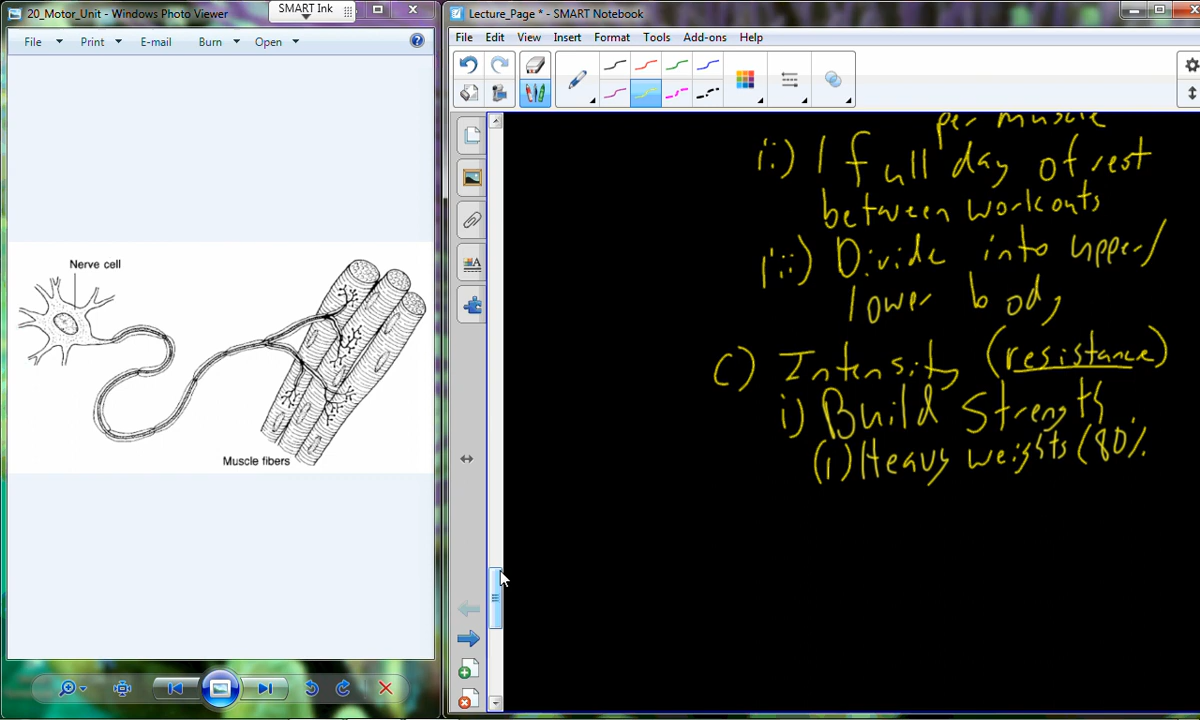 20_Motor_Unit - Windows Photo Viewer
SMART Ink
File Print E-mail Burn Open
Nerve cell
Muscle fibers
Lecture_Page * - SMART Notebook
File Edit View Insert Format Tools Add-ons Help
per muscle
ii) 1 full day of rest
between workouts
iii) Divide into upper/
lower body
C) Intensity (resistance)
i) Build Strength
(1) Heavy weights (80%